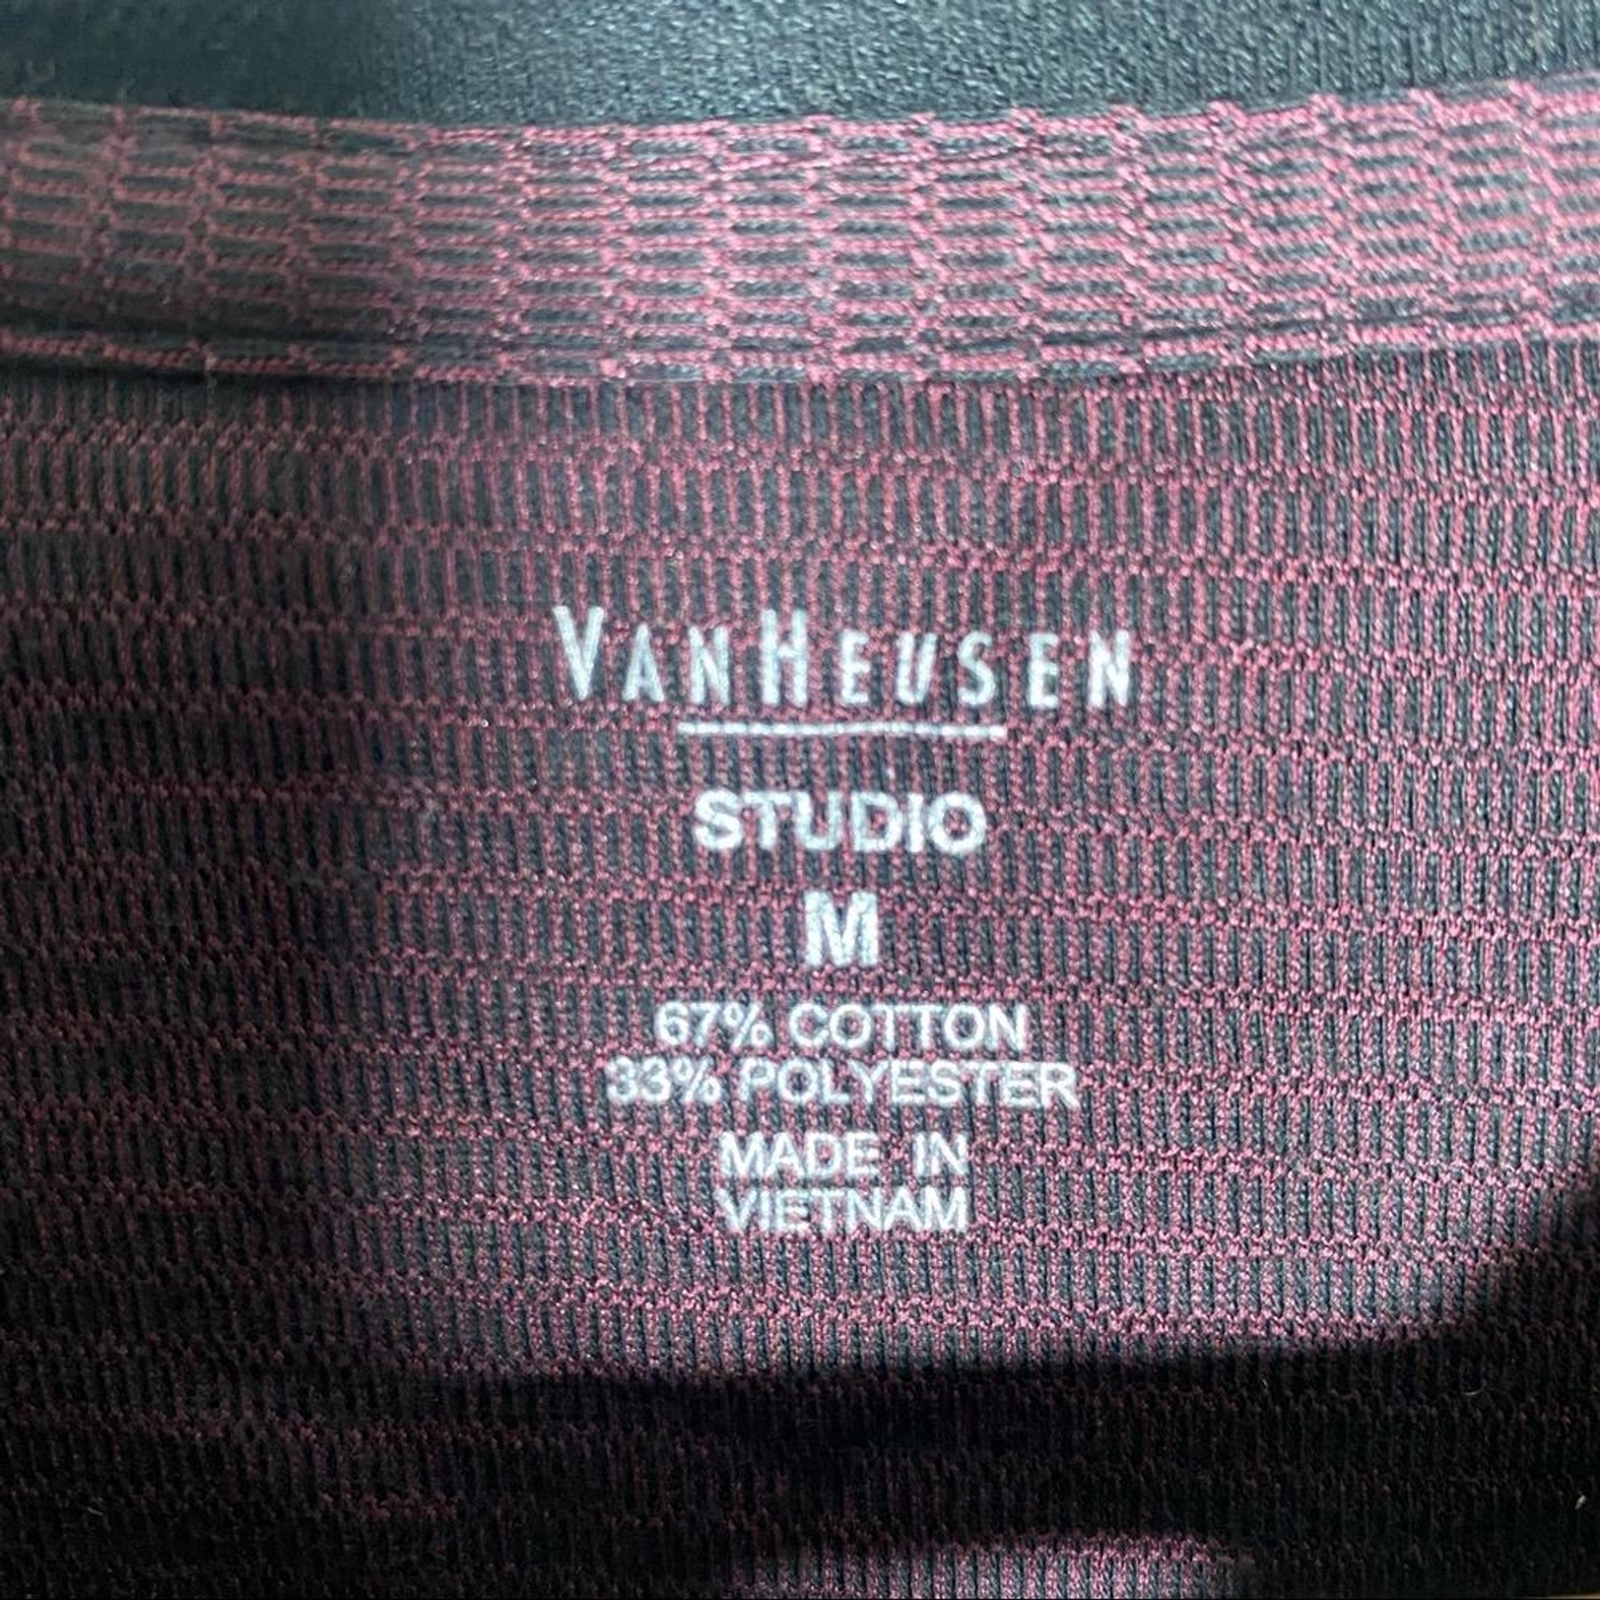 VANHEUSEN
STUDIO
M
67% COTTON
33% POLYESTER
MADE IN
VIETNAM